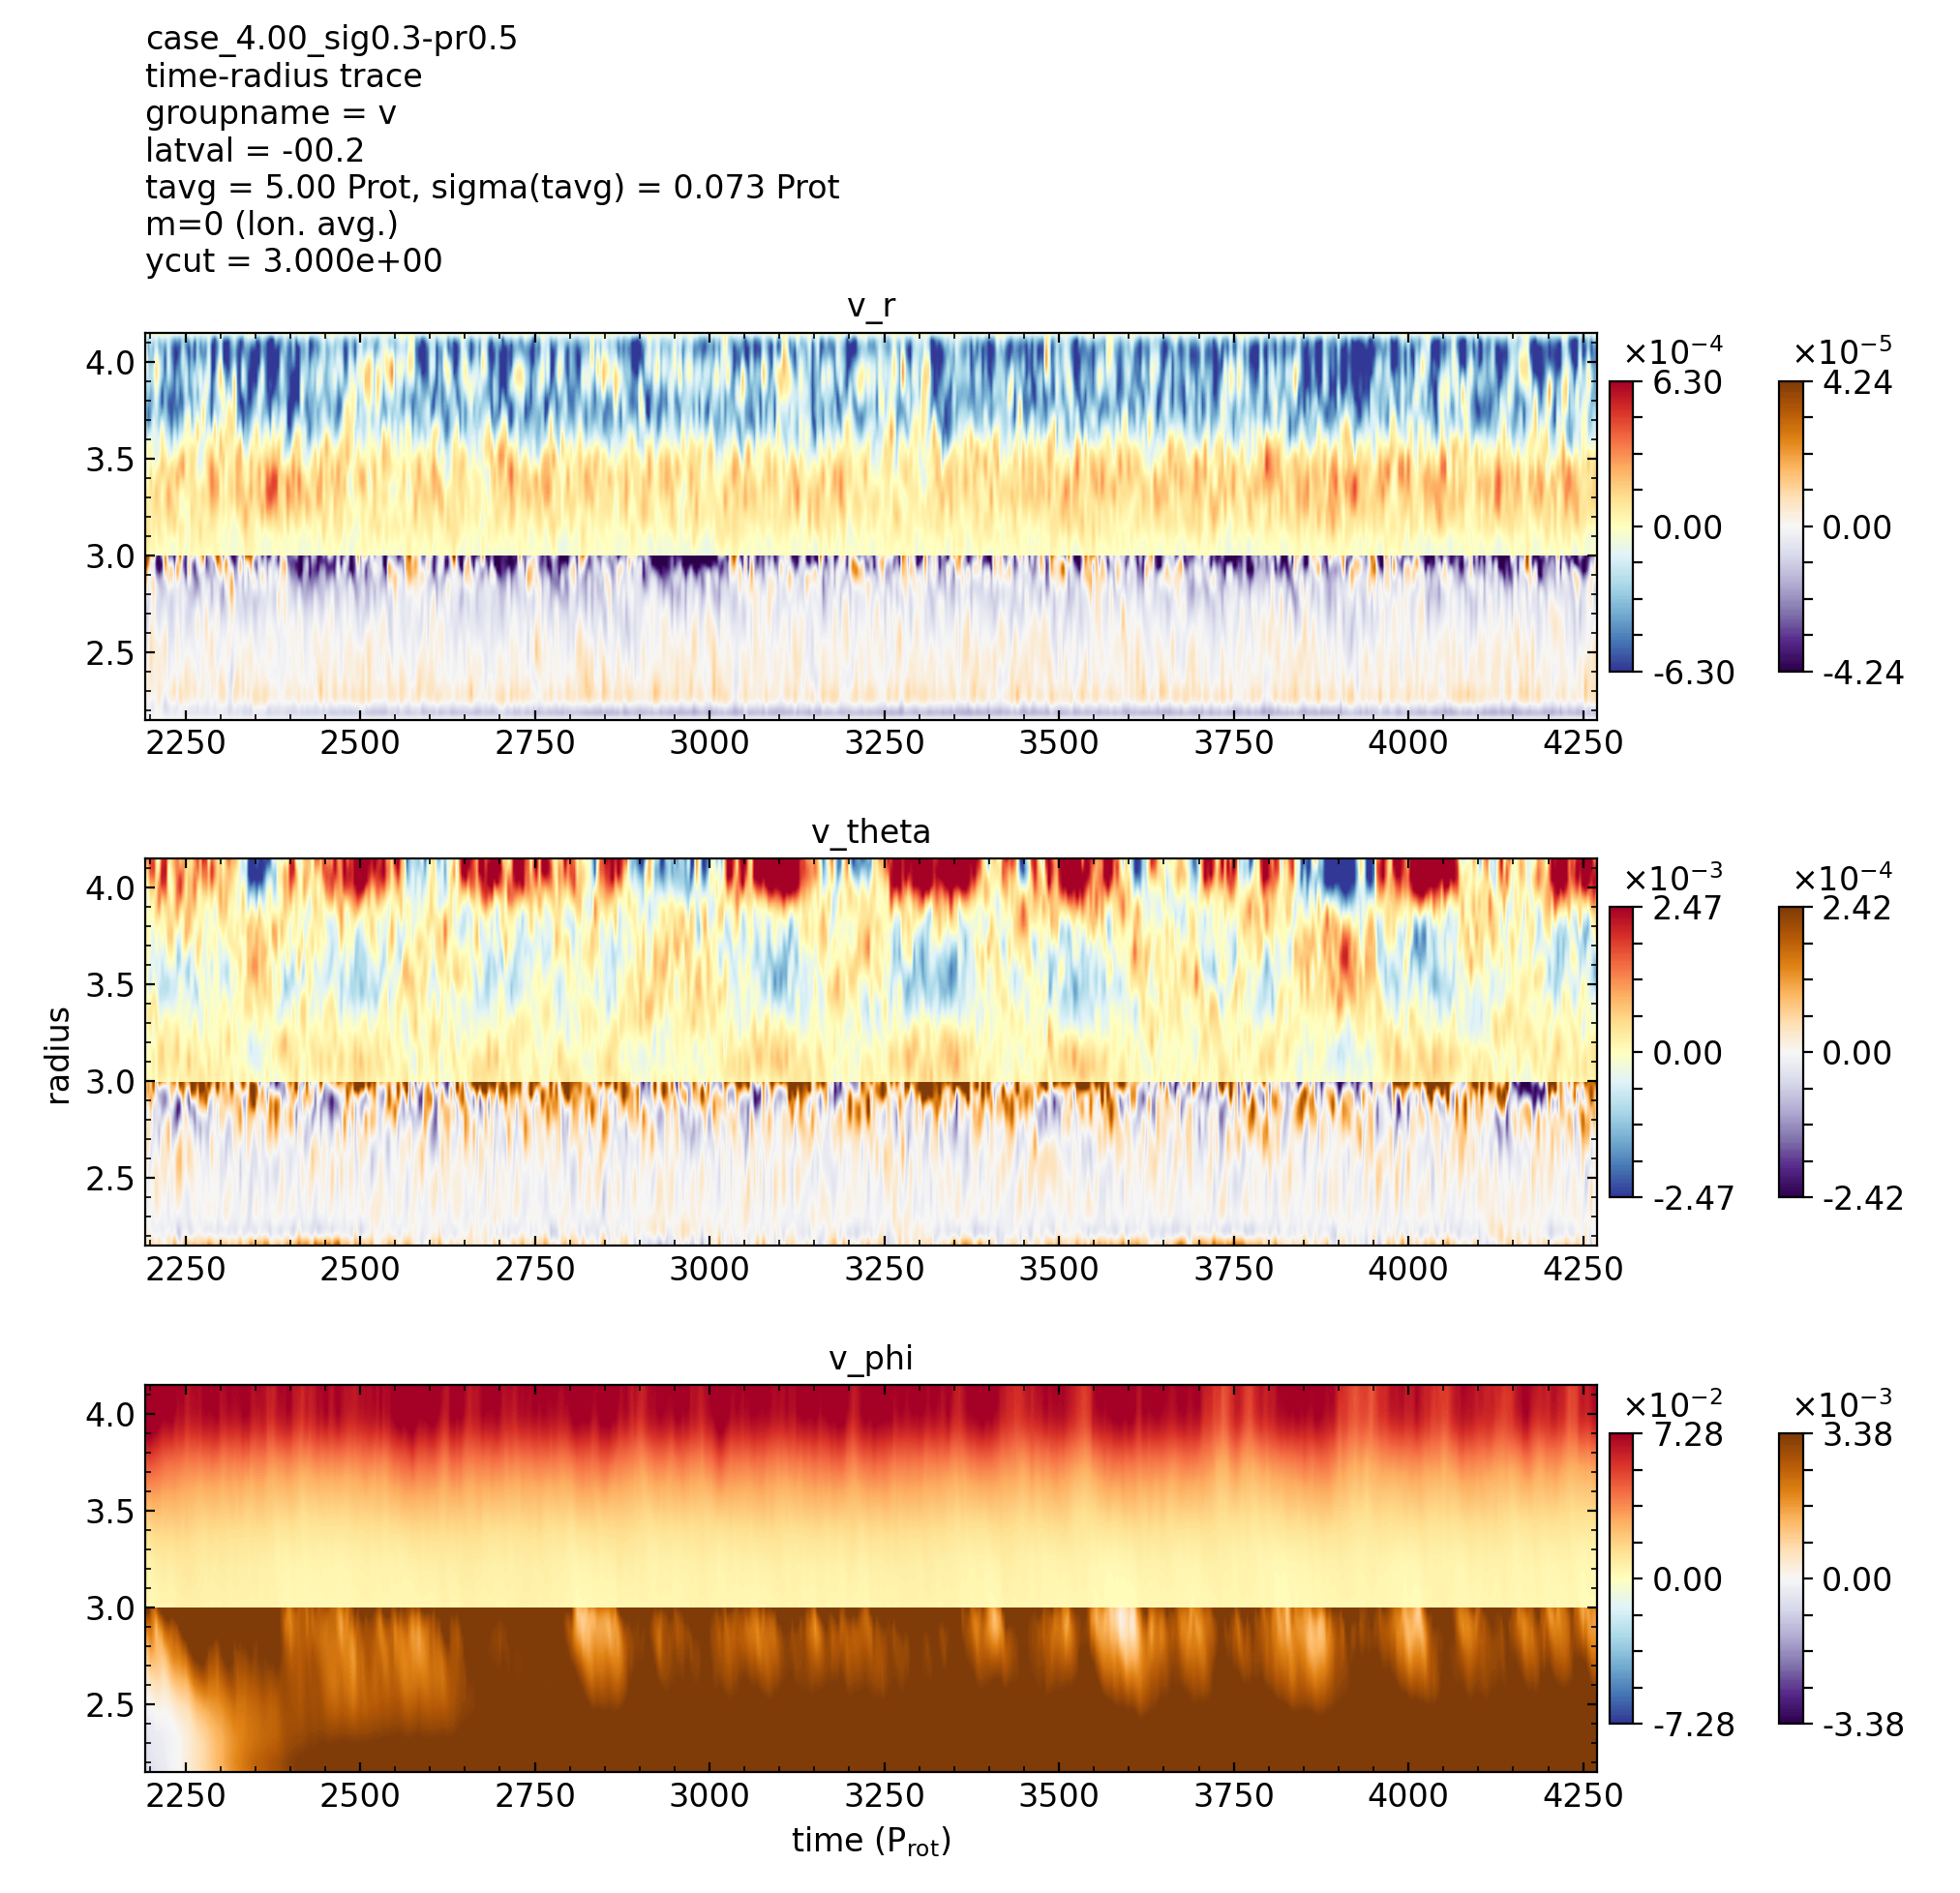 case_4.00_sig0.3-pr0.5
time-radius trace
groupname = v
latval = -00.2
tavg = 5.00 Prot, sigma(tavg) = 0.073 Prot
m=0 (lon. avg.)
ycut = 3.000e+00
v_r
4.0
3.5
3.0
2.5
2250 2500 2750 3000 3250 3500 3750 4000 4250
×10⁻⁴
6.30
0.00
-6.30
×10⁻⁵
4.24
0.00
-4.24
v_theta
radius
4.0
3.5
3.0
2.5
2250 2500 2750 3000 3250 3500 3750 4000 4250
×10⁻³
2.47
0.00
-2.47
×10⁻⁴
2.42
0.00
-2.42
v_phi
4.0
3.5
3.0
2.5
2250 2500 2750 3000 3250 3500 3750 4000 4250
time (P_rot)
×10⁻²
7.28
0.00
-7.28
×10⁻³
3.38
0.00
-3.38